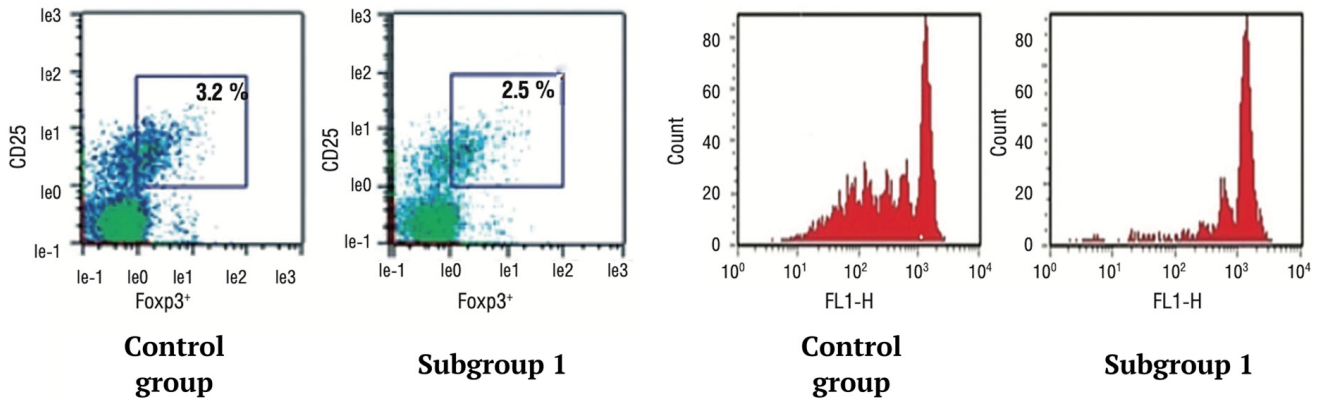 le3
le2
le1
le0
le-1
CD25
3.2 %
le-1 le0 le1 le2 le3
Foxp3+
Control
group
le3
le2
le1
le0
le-1
CD25
2.5 %
le-1 le0 le1 le2 le3
Foxp3+
Subgroup 1
80
60
40
20
0
Count
10⁰ 10¹ 10² 10³ 10⁴
FL1-H
Control
group
80
60
40
20
0
Count
10⁰ 10¹ 10² 10³ 10⁴
FL1-H
Subgroup 1